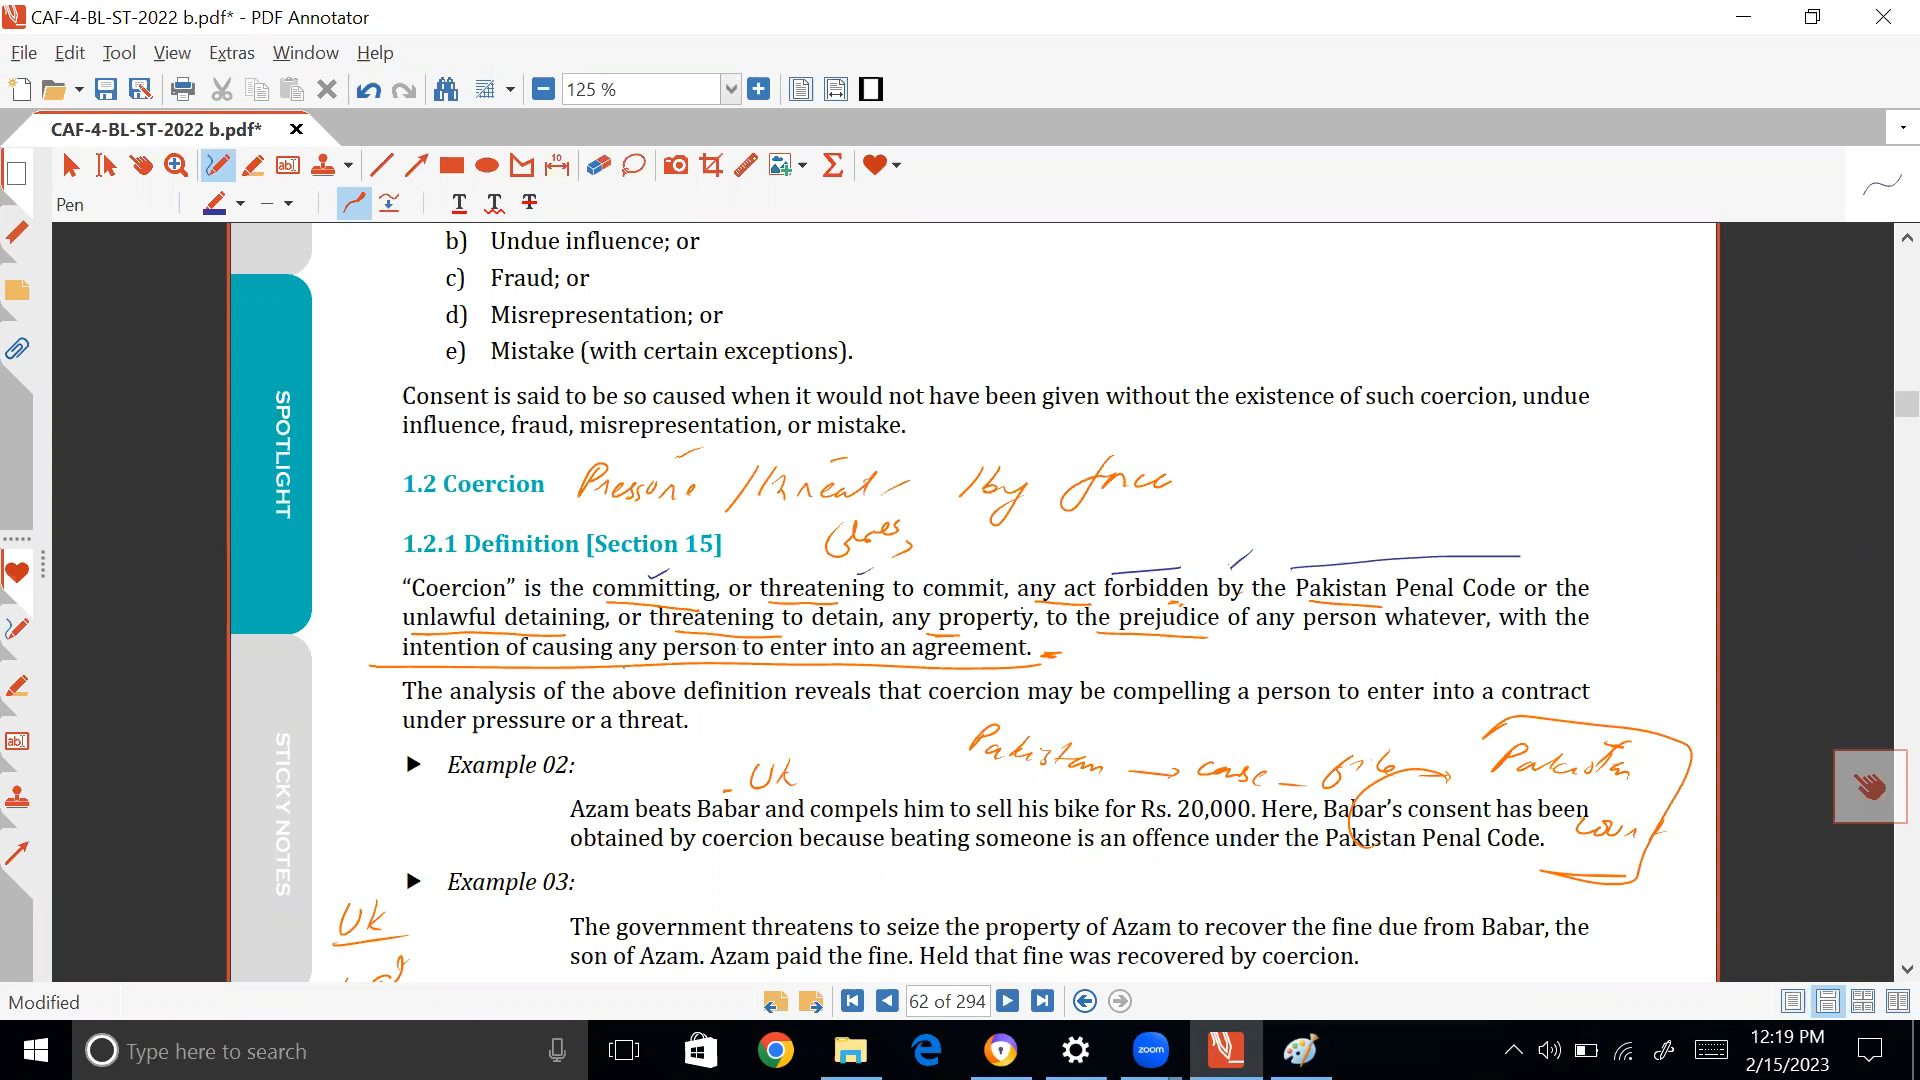 CAF-4-BL-ST-2022 b.pdf* - PDF Annotator
File Edit Tool View Extras Window Help
125 %
CAF-4-BL-ST-2022 b.pdf*
Pen
b) Undue influence; or
c) Fraud; or
d) Misrepresentation; or
e) Mistake (with certain exceptions).
Consent is said to be so caused when it would not have been given without the existence of such coercion, undue
influence, fraud, misrepresentation, or mistake.
1.2 Coercion Pressure / threat / by force
1.2.1 Definition [Section 15]
“Coercion” is the committing, or threatening to commit, any act forbidden by the Pakistan Penal Code or the
unlawful detaining, or threatening to detain, any property, to the prejudice of any person whatever, with the
intention of causing any person to enter into an agreement.
The analysis of the above definition reveals that coercion may be compelling a person to enter into a contract
under pressure or a threat.
Pakistan → case - file → Pakistan
court
Example 02:
UK
Azam beats Babar and compels him to sell his bike for Rs. 20,000. Here, Babar’s consent has been
obtained by coercion because beating someone is an offence under the Pakistan Penal Code.
Example 03:
UK
The government threatens to seize the property of Azam to recover the fine due from Babar, the
son of Azam. Azam paid the fine. Held that fine was recovered by coercion.
SPOTLIGHT
STICKY NOTES
Modified
62 of 294
Type here to search
zoom
12:19 PM
2/15/2023